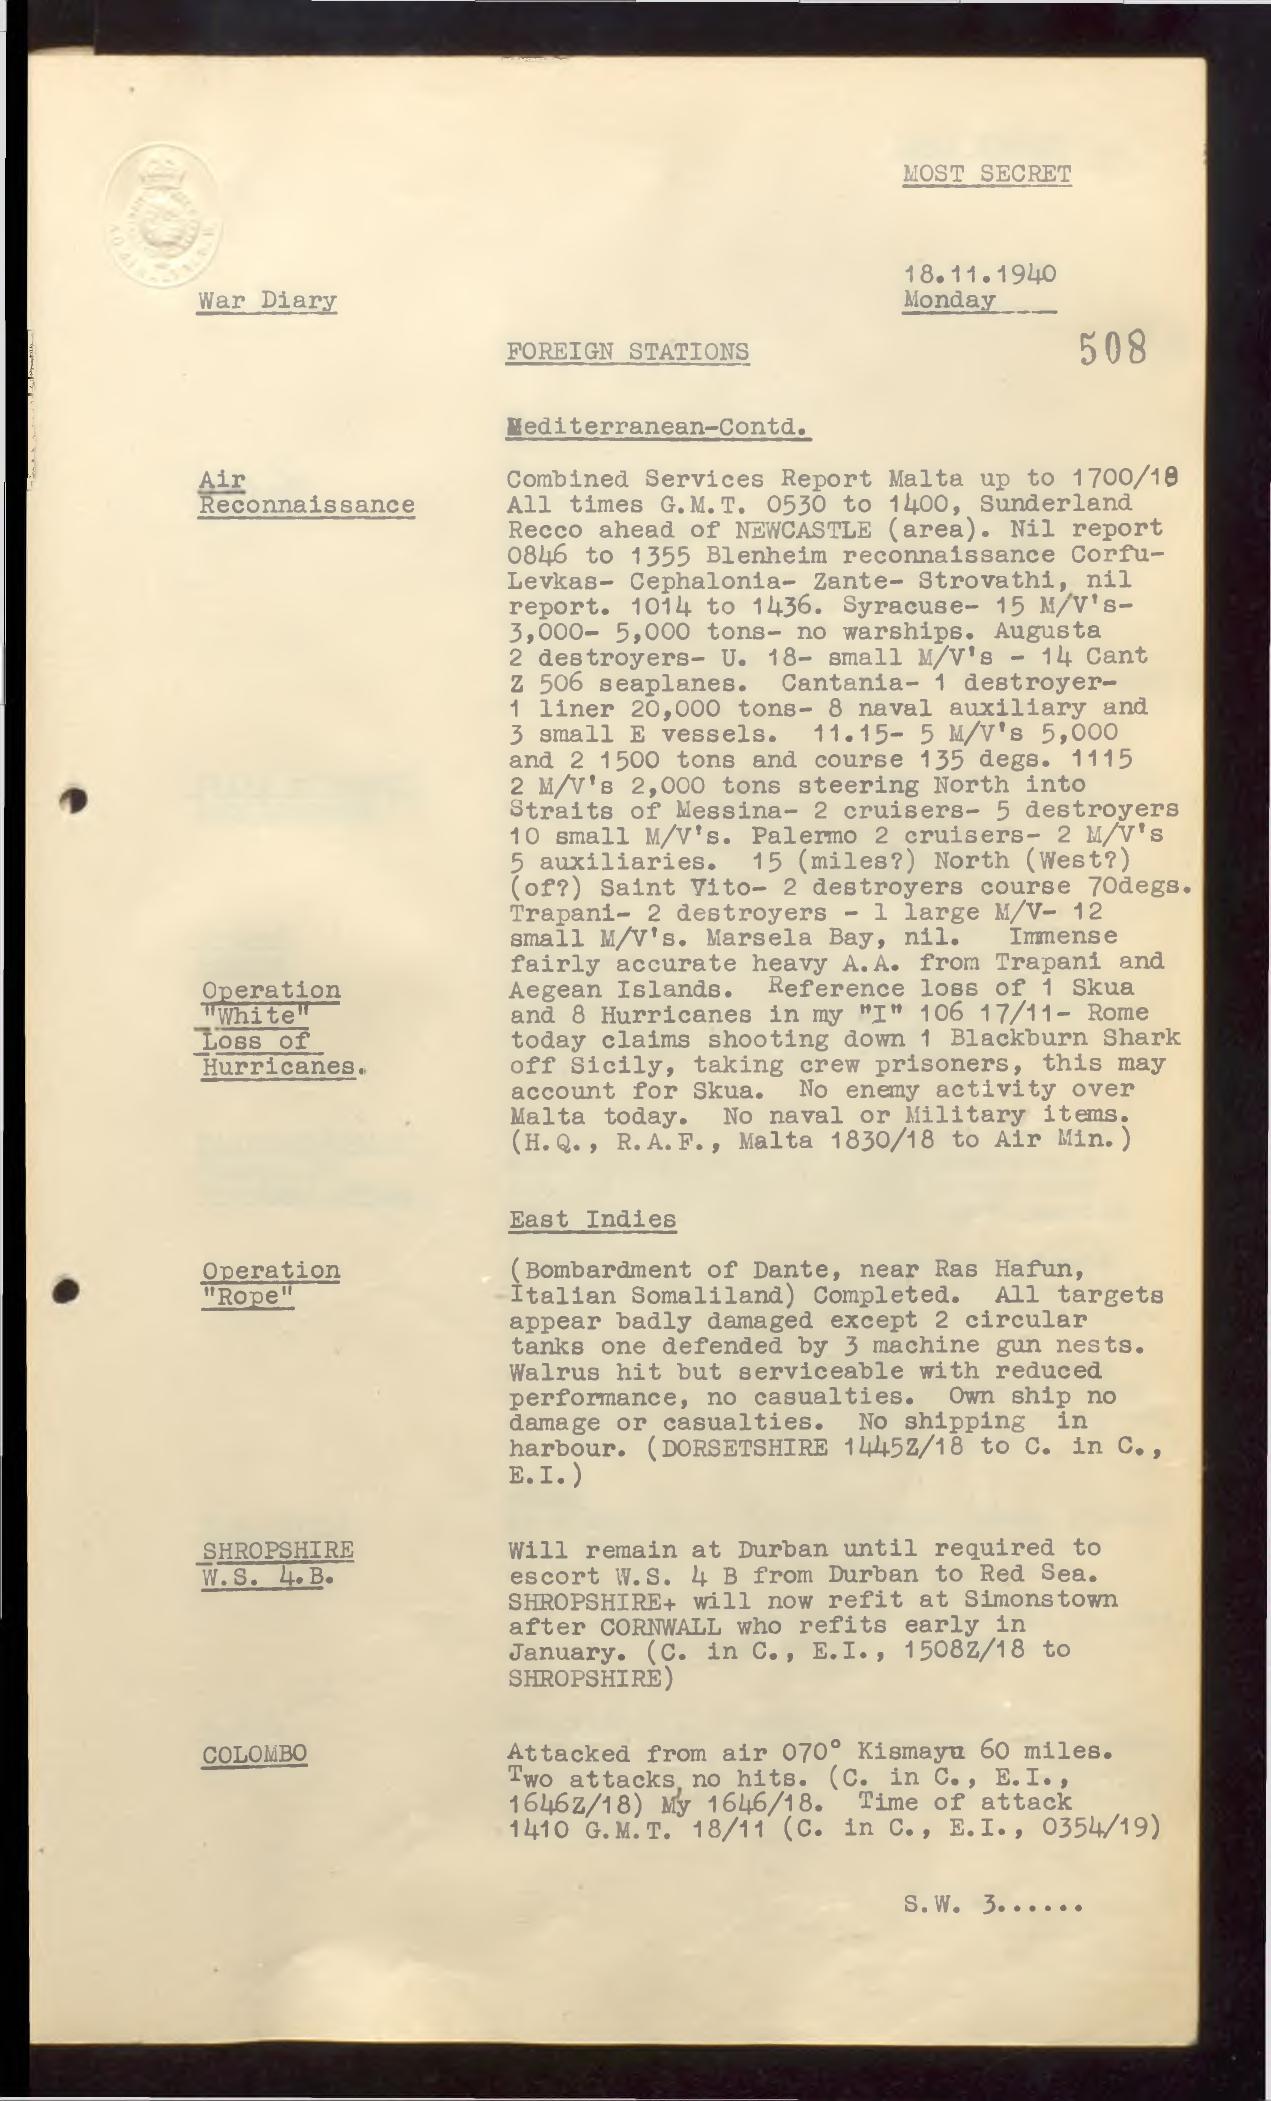 MOST SECRET
18.11.1940
War Diary
Monday
508
FOREIGN STATIONS
Mediterranean-Contd.
Air
Reconnaissance
Combined Services Report Malta up to 1700/18
All times G.M.T. 0530 to 1400, Sunderland
Recco ahead of NEWCASTLE (area). Nil report
0846 to 1355 Blenheim reconnaissance Corfu-
Levkas- Cephalonia- Zante- Strovathi, nil
report. 1014 to 1436. Syracuse- 15 M/V's-
3,000- 5,000 tons- no warships. Augusta
2 destroyers- U. 18- small M/V's - 14 Cant
Z 506 seaplanes. Cantania- 1 destroyer-
1 liner 20,000 tons- 8 naval auxiliary and
3 small E vessels. 11.15- 5 M/V's 5,000
and 2 1500 tons and course 135 degs. 1115
2 M/V's 2,000 tons steering North into
Straits of Messina- 2 cruisers- 5 destroyers
10 small M/V's. Palermo 2 cruisers- 2 M/V's
5 auxiliaries. 15 (miles?) North (West?)
(of?) Saint Vito- 2 destroyers course 70degs.
Trapani- 2 destroyers - 1 large M/V- 12
small M/V's. Marsela Bay, nil. Immense
fairly accurate heavy A.A. from Trapani and
Operation
"White"
Loss of
Hurricanes.
Aegean Islands. Reference loss of 1 Skua
and 8 Hurricanes in my "I" 106 17/11- Rome
today claims shooting down 1 Blackburn Shark
off Sicily, taking crew prisoners, this may
account for Skua. No enemy activity over
Malta today. No naval or Military items.
(H.Q., R.A.F., Malta 1830/18 to Air Min.)
East Indies
Operation
"Rope"
(Bombardment of Dante, near Ras Hafun,
Italian Somaliland) Completed. All targets
appear badly damaged except 2 circular
tanks one defended by 3 machine gun nests.
Walrus hit but serviceable with reduced
performance, no casualties. Own ship no
damage or casualties. No shipping in
harbour. (DORSETSHIRE 1445Z/18 to C. in C.,
E.I.)
SHROPSHIRE
W.S. 4.B.
Will remain at Durban until required to
escort W.S. 4 B from Durban to Red Sea.
SHROPSHIRE+ will now refit at Simonstown
after CORNWALL who refits early in
January. (C. in C., E.I., 1508Z/18 to
SHROPSHIRE)
COLOMBO
Attacked from air 070° Kismayu 60 miles.
Two attacks, no hits. (C. in C., E.I.,
1646Z/18) My 1646/18. Time of attack
1410 G.M.T. 18/11 (C. in C., E.I., 0354/19)
S.W. 3......